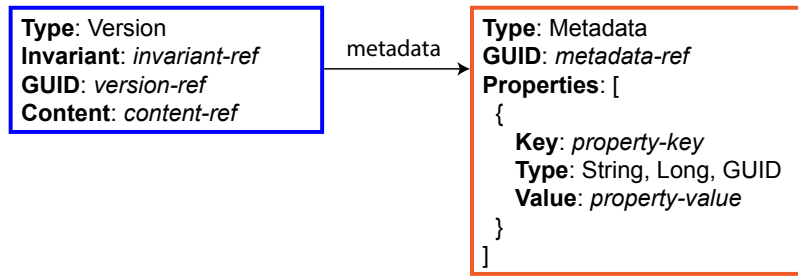 Type: Version
Invariant: invariant-ref
GUID: version-ref
Content: content-ref
metadata
Type: Metadata
GUID: metadata-ref
Properties: [
{
Key: property-key
Type: String, Long, GUID
Value: property-value
}
]